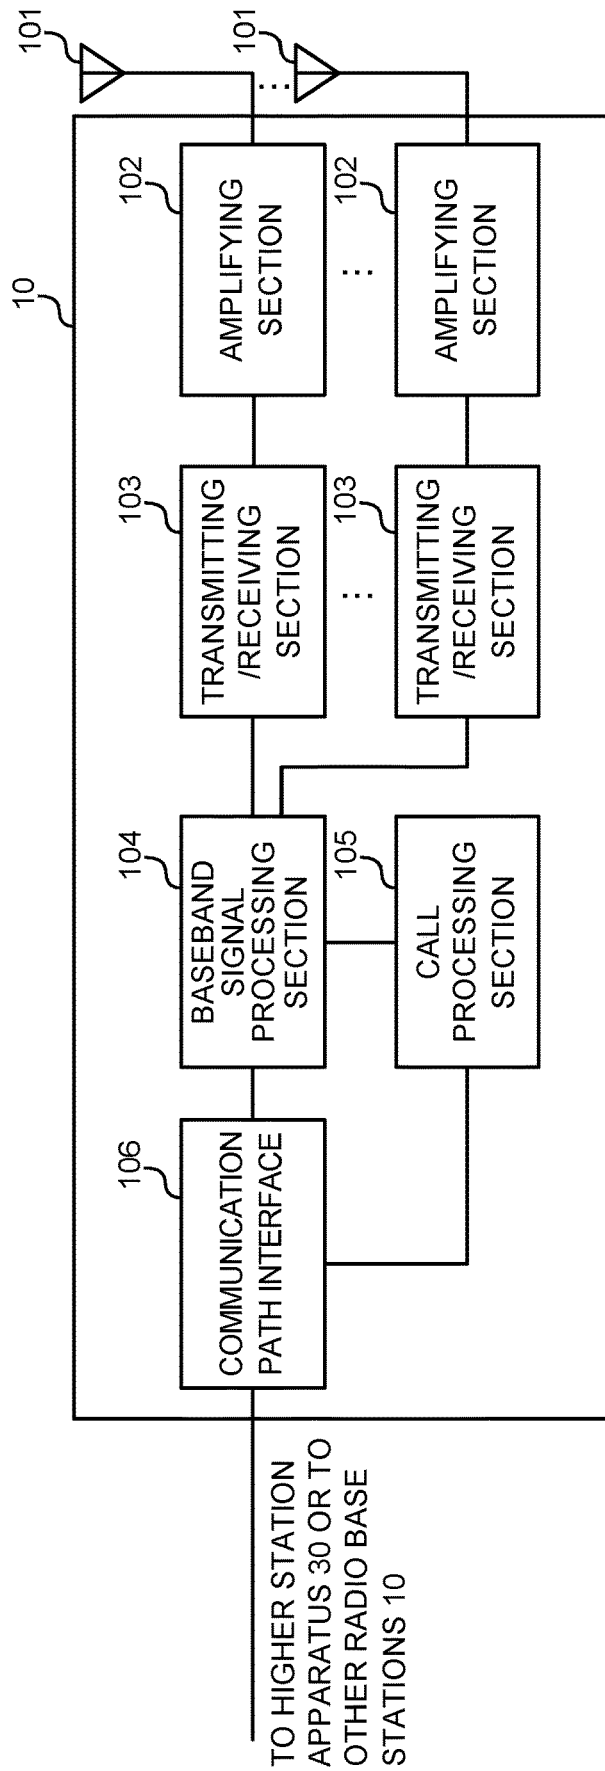 10
101
101
102
AMPLIFYING
SECTION
102
AMPLIFYING
SECTION
...
103
TRANSMITTING
/RECEIVING
SECTION
103
TRANSMITTING
/RECEIVING
SECTION
...
...
104
BASEBAND
SIGNAL
PROCESSING
SECTION
105
CALL
PROCESSING
SECTION
106
COMMUNICATION
PATH INTERFACE
TO HIGHER STATION
APPARATUS 30 OR TO
OTHER RADIO BASE
STATIONS 10